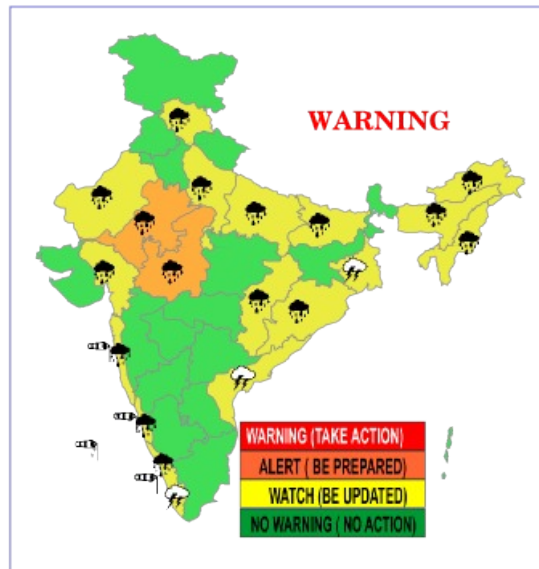 WARNING
WARNING (TAKE ACTION)
ALERT ( BE PREPARED)
WATCH (BE UPDATED)
NO WARNING ( NO ACTION)